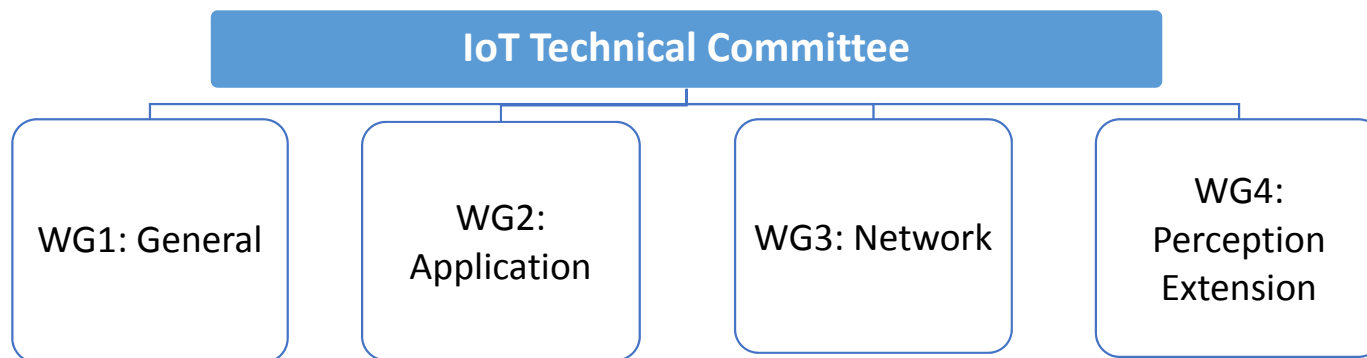 IoT Technical Committee
WG1: General
WG2:
Application
WG3: Network
WG4:
Perception
Extension